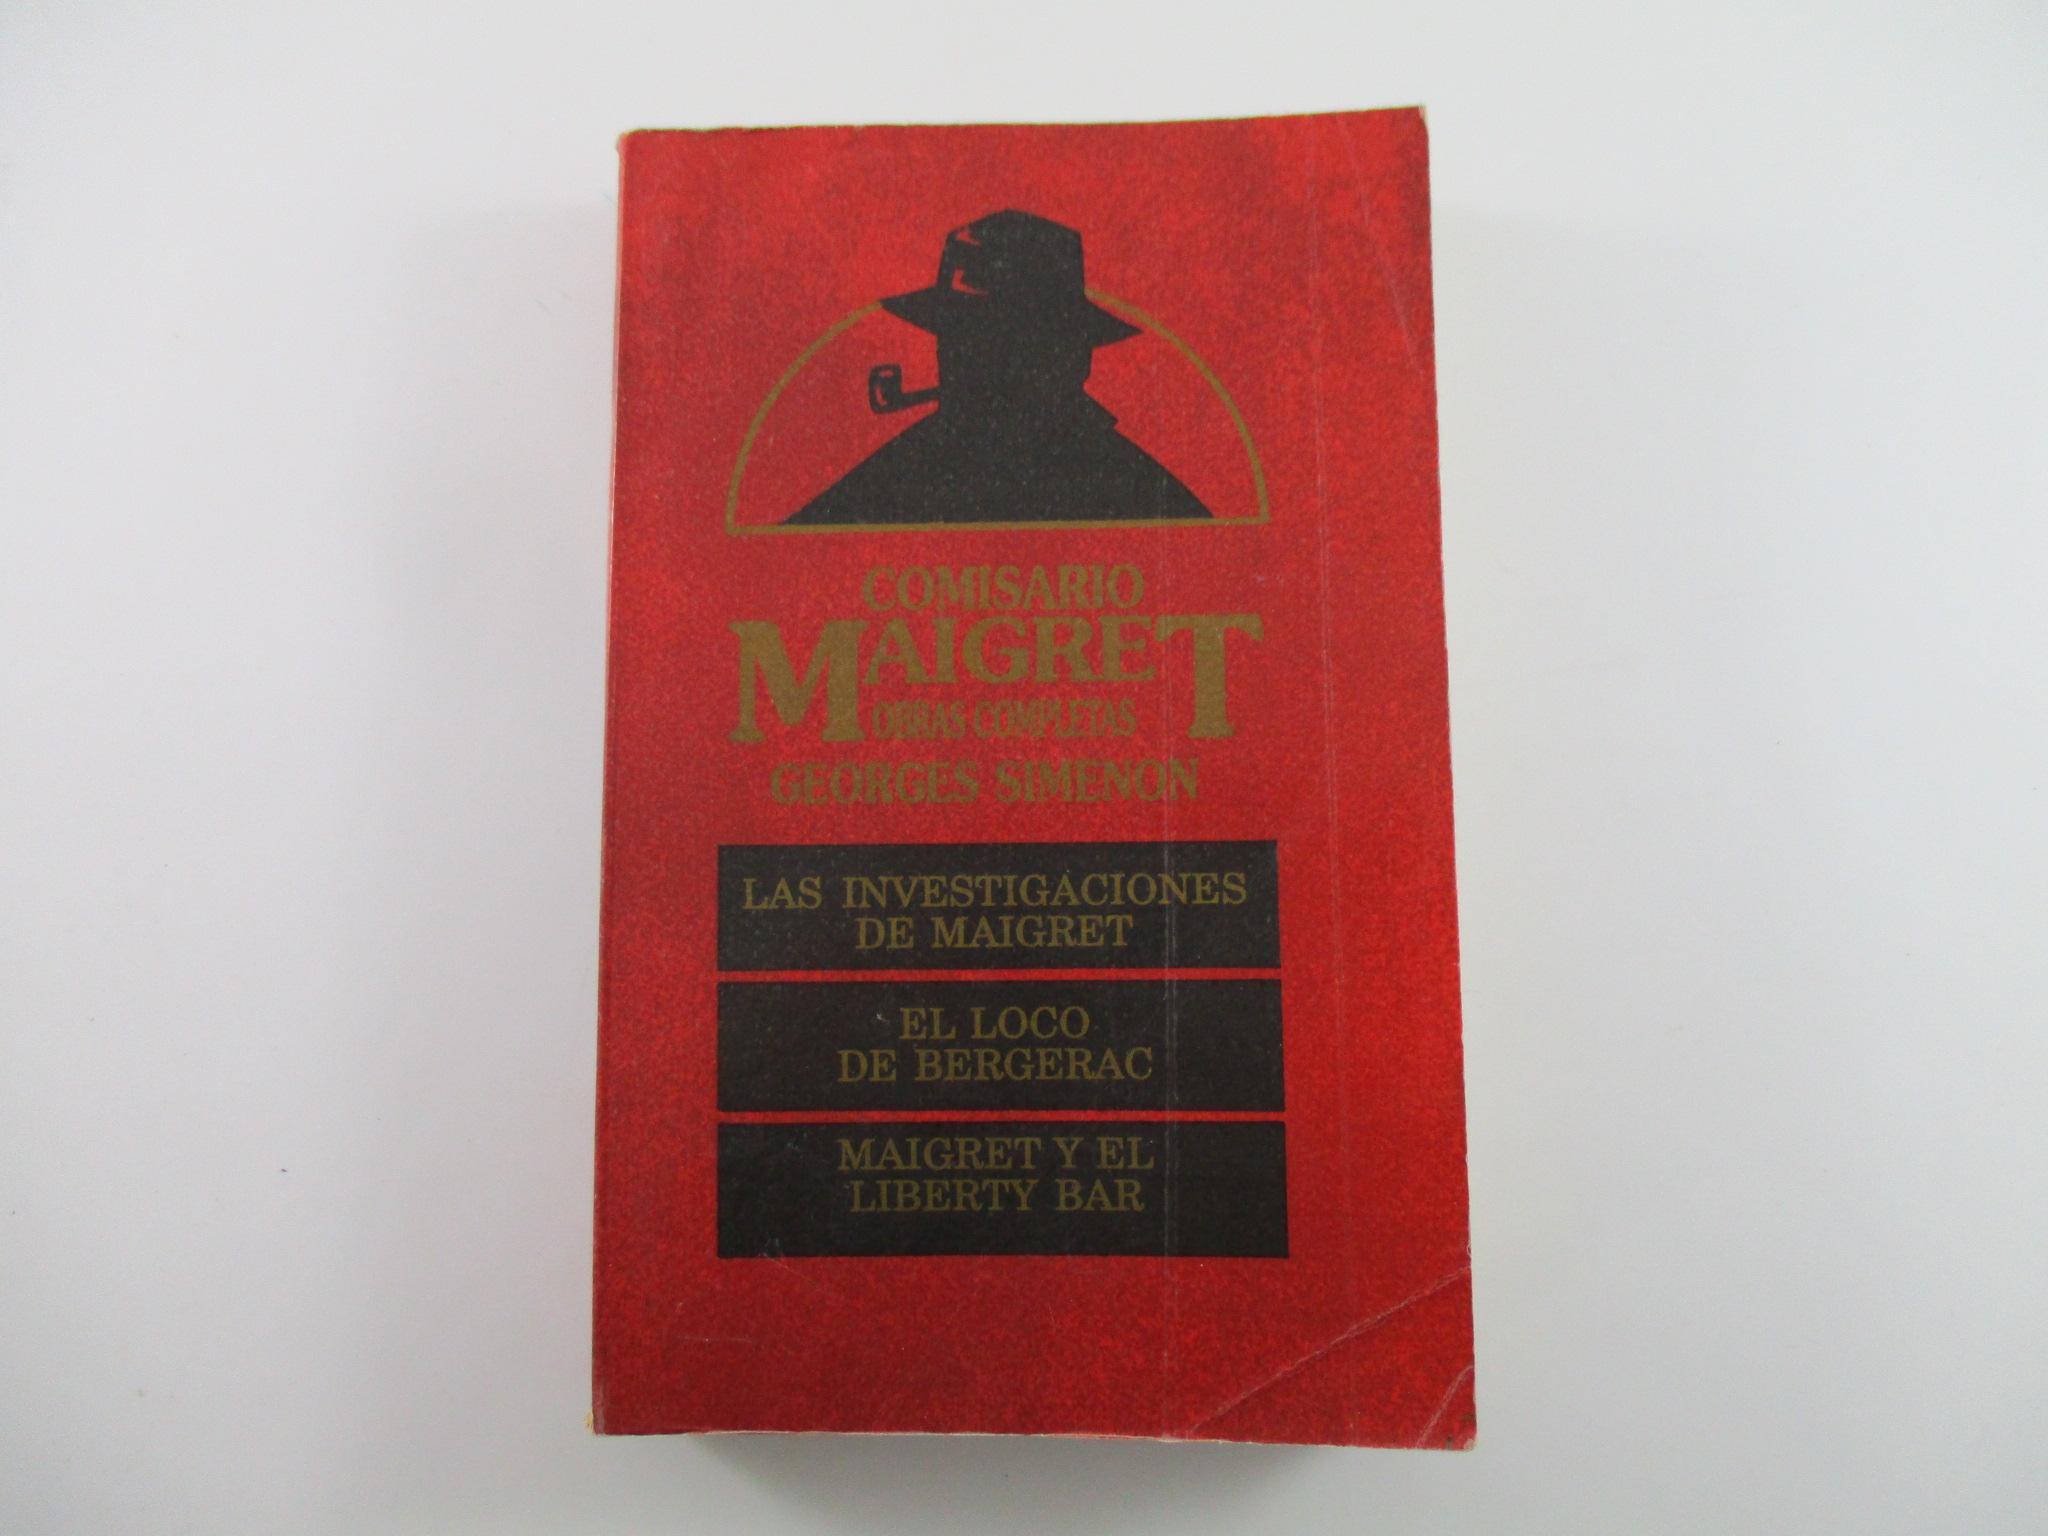 COMISARIO
MAIGRET
OBRAS COMPLETAS
GEORGES SIMENON
LAS INVESTIGACIONES
DE MAIGRET
EL LOCO
DE BERGERAC
MAIGRET Y EL
LIBERTY BAR